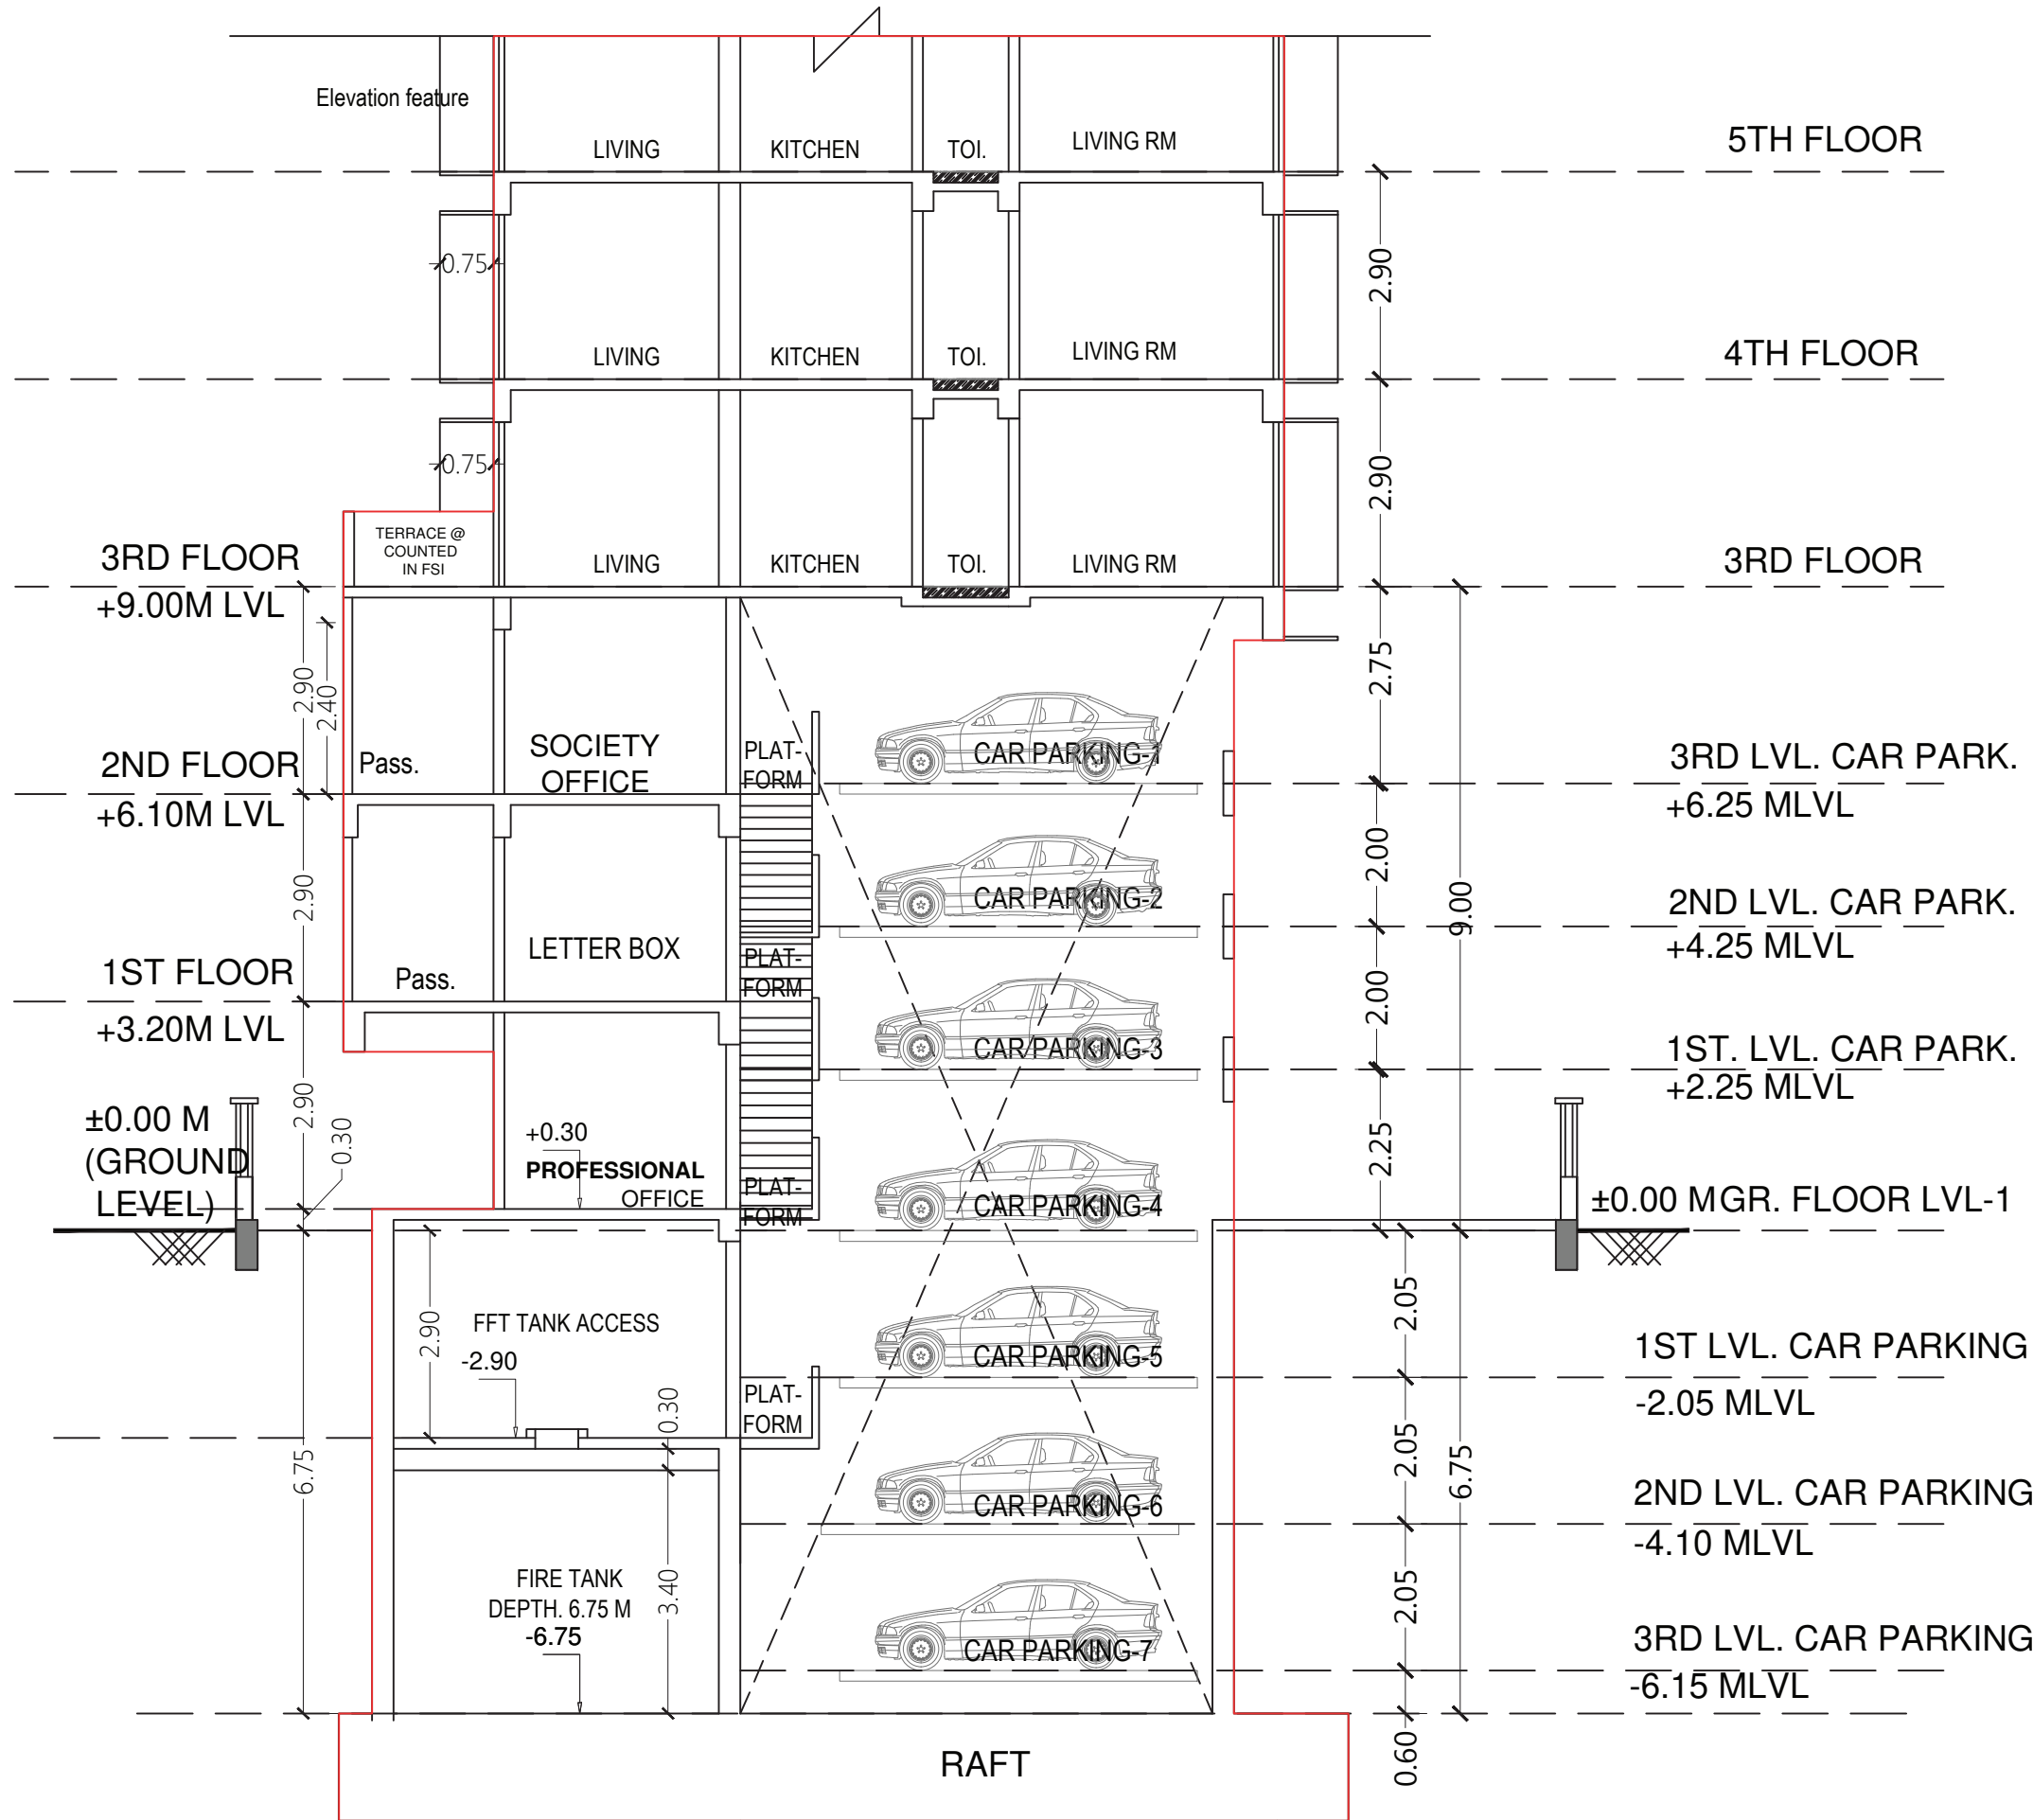 Elevation feature
LIVING
KITCHEN
TOI.
LIVING RM
5TH FLOOR
0.75
2.90
LIVING
KITCHEN
TOI.
LIVING RM
4TH FLOOR
0.75
2.90
TERRACE @
COUNTED
IN FSI
LIVING
KITCHEN
TOI.
LIVING RM
3RD FLOOR
+9.00M LVL
3RD FLOOR
2.90
2.40
2.75
Pass.
SOCIETY
OFFICE
PLAT-
FORM
CAR PARKING-1
2ND FLOOR
+6.10M LVL
3RD LVL. CAR PARK.
+6.25 MLVL
2.90
2.00
9.00
CAR PARKING-2
2ND LVL. CAR PARK.
+4.25 MLVL
Pass.
LETTER BOX
PLAT-
FORM
2.00
1ST FLOOR
+3.20M LVL
CAR PARKING-3
1ST. LVL. CAR PARK.
+2.25 MLVL
2.90
0.30
2.25
±0.00 M
(GROUND
LEVEL)
+0.30
PROFESSIONAL
OFFICE
PLAT-
FORM
CAR PARKING-4
±0.00 MGR. FLOOR LVL-1
2.90
FFT TANK ACCESS
-2.90
2.05
CAR PARKING-5
1ST LVL. CAR PARKING
-2.05 MLVL
PLAT-
FORM
0.30
6.75
2.05
6.75
CAR PARKING-6
2ND LVL. CAR PARKING
-4.10 MLVL
FIRE TANK
DEPTH. 6.75 M
-6.75
3.40
2.05
CAR PARKING-7
3RD LVL. CAR PARKING
-6.15 MLVL
0.60
RAFT